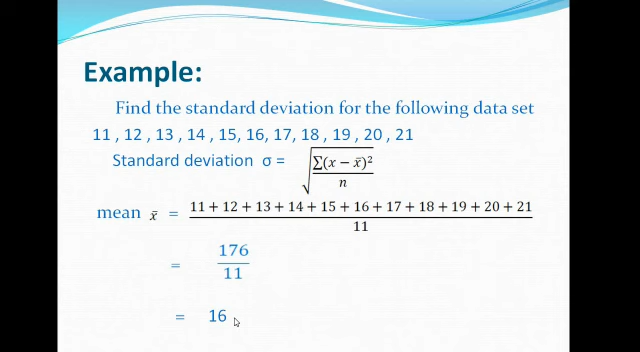 Example:
Find the standard deviation for the following data set
11 , 12 , 13 , 14 , 15, 16, 17, 18 , 19 , 20 , 21
Standard deviation σ = √(∑(x − x̄)²/n)
mean x̄ = (11 + 12 + 13 + 14 + 15 + 16 + 17 + 18 + 19 + 20 + 21)/11
= 176/11
= 16